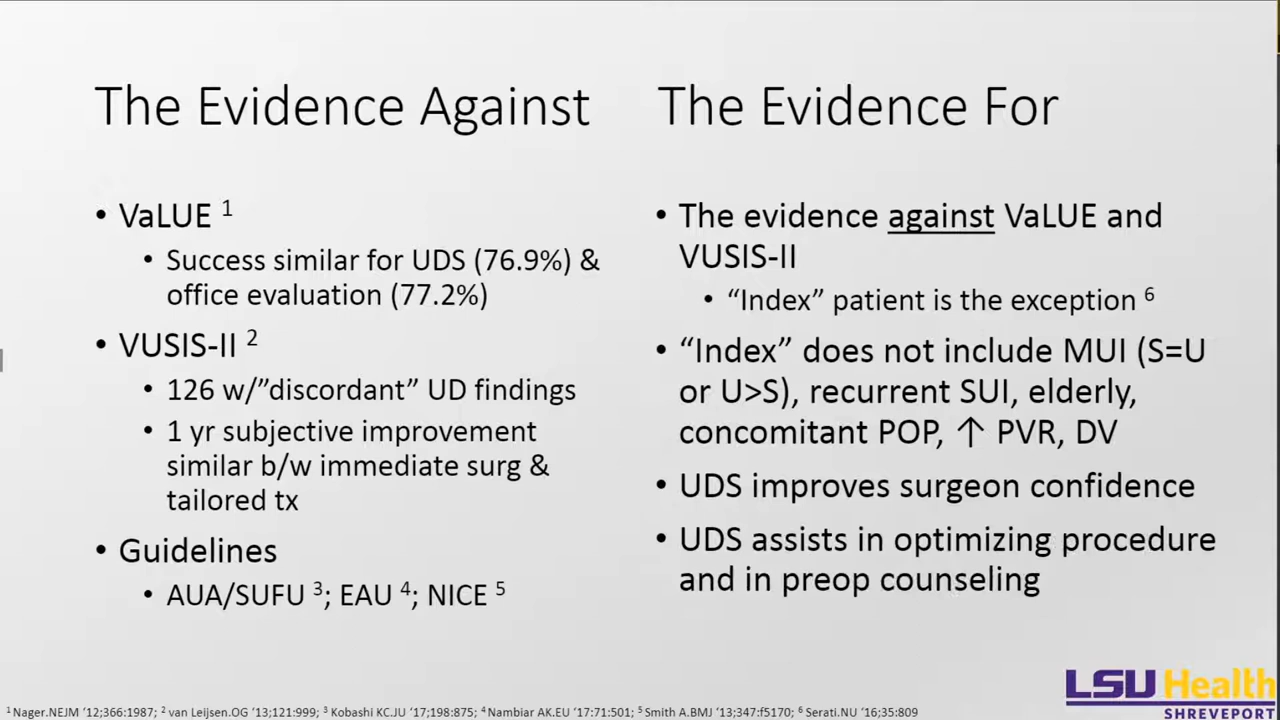 The Evidence Against
• VaLUE 1
• Success similar for UDS (76.9%) &
office evaluation (77.2%)
• VUSIS-II 2
• 126 w/”discordant” UD findings
• 1 yr subjective improvement
similar b/w immediate surg &
tailored tx
• Guidelines
• AUA/SUFU 3; EAU 4; NICE 5
The Evidence For
• The evidence against VaLUE and
VUSIS-II
• “Index” patient is the exception 6
• “Index” does not include MUI (S=U
or U>S), recurrent SUI, elderly,
concomitant POP, ↑ PVR, DV
• UDS improves surgeon confidence
• UDS assists in optimizing procedure
and in preop counseling
LSU Health
SHREVEPORT
1 Nager.NEJM ‘12;366:1987; 2 van Leijsen.OG ‘13;121:999; 3 Kobashi KC.JU ‘17;198:875; 4 Nambiar AK.EU ‘17:71:501; 5 Smith A.BMJ ‘13;347:f5170; 6 Serati.NU ‘16;35:809